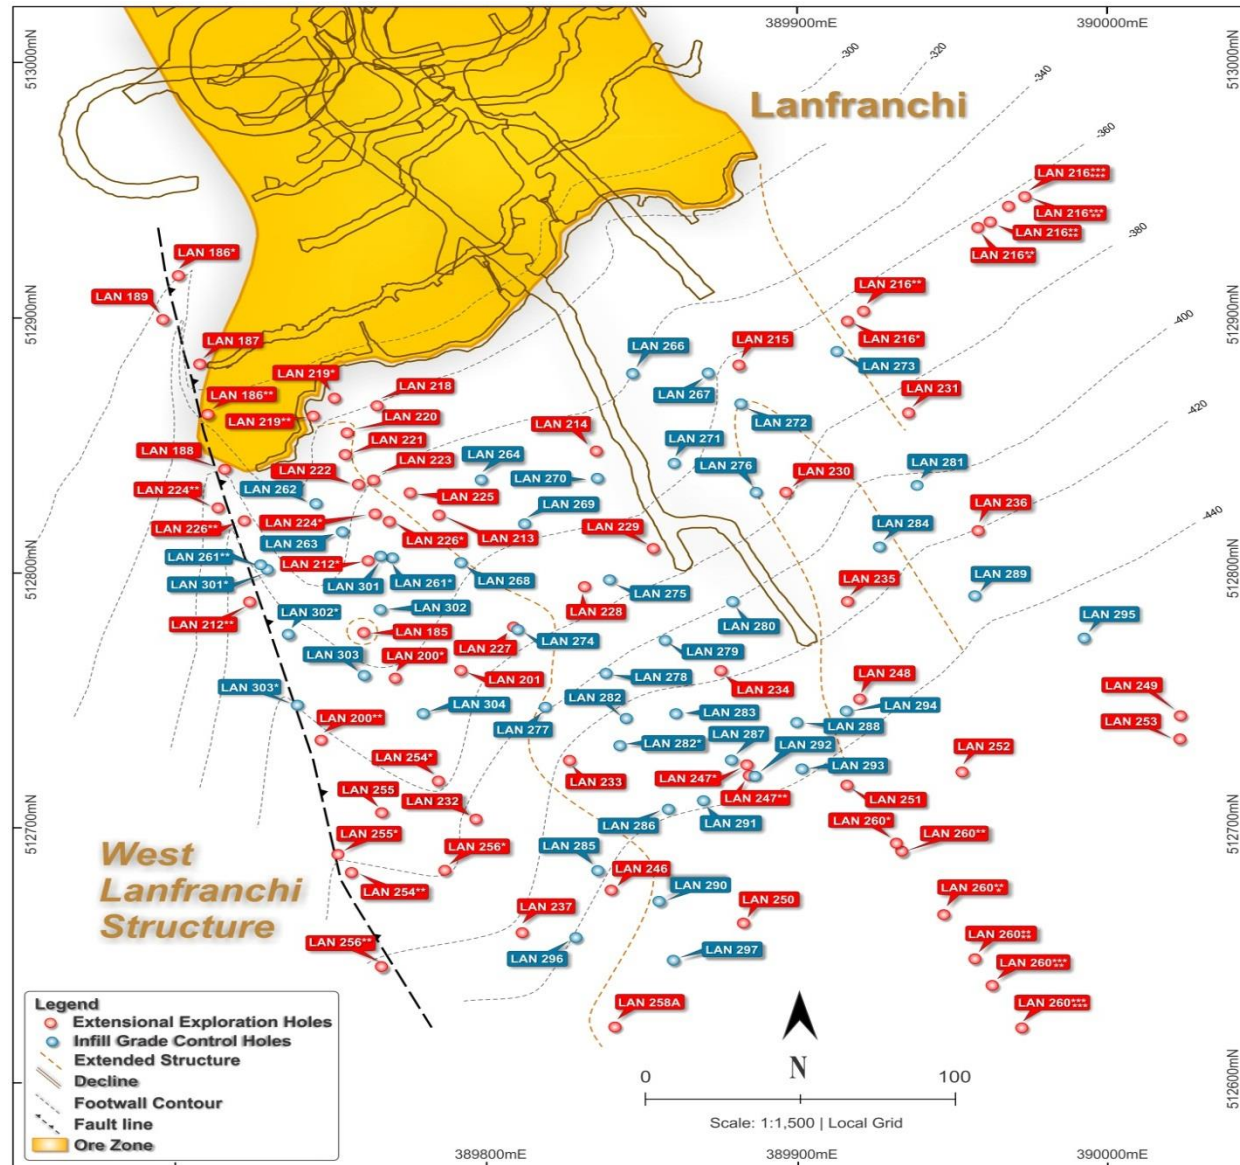 389900mE
390000mE
513000mN
513000mN
-300
-320
-340
-360
-380
-400
-420
-440
Lanfranchi
LAN 216******
LAN 216*****
LAN 216****
LAN 216***
LAN 186*
LAN 189
LAN 216**
512900mN
512900mN
LAN 187
LAN 266
LAN 215
LAN 216*
LAN 273
LAN 219*
LAN 218
LAN 267
LAN 231
LAN 186**
LAN 219**
LAN 220
LAN 214
LAN 271
LAN 272
LAN 221
LAN 188
LAN 222
LAN 223
LAN 264
LAN 270
LAN 276
LAN 230
LAN 281
LAN 224**
LAN 262
LAN 225
LAN 269
LAN 236
LAN 226**
LAN 224*
LAN 229
LAN 284
LAN 263
LAN 226*
LAN 213
LAN 261**
LAN 212*
LAN 235
LAN 289
512800mN
512800mN
LAN 301*
LAN 301
LAN 261*
LAN 268
LAN 275
LAN 302*
LAN 302
LAN 228
LAN 295
LAN 212**
LAN 185
LAN 227
LAN 274
LAN 280
LAN 303
LAN 200*
LAN 279
LAN 201
LAN 278
LAN 248
LAN 303*
LAN 234
LAN 249
LAN 282
LAN 304
LAN 283
LAN 294
LAN 200**
LAN 277
LAN 288
LAN 253
LAN 287
LAN 282*
LAN 292
LAN 252
LAN 254*
LAN 293
LAN 233
LAN 247*
LAN 255
LAN 232
LAN 247**
LAN 251
LAN 286
LAN 291
LAN 260*
512700mN
512700mN
LAN 255*
LAN 256*
LAN 285
LAN 260**
LAN 246
LAN 254**
LAN 290
LAN 260***
LAN 237
LAN 250
LAN 260****
LAN 256**
LAN 296
LAN 297
LAN 260*****
LAN 258A
LAN 260******
West
Lanfranchi
Structure
Legend
Extensional Exploration Holes
Infill Grade Control Holes
Extended Structure
Decline
Footwall Contour
Fault line
Ore Zone
N
0
100
Scale: 1:1,500 | Local Grid
512600mN
512600mN
389800mE
389900mE
390000mE